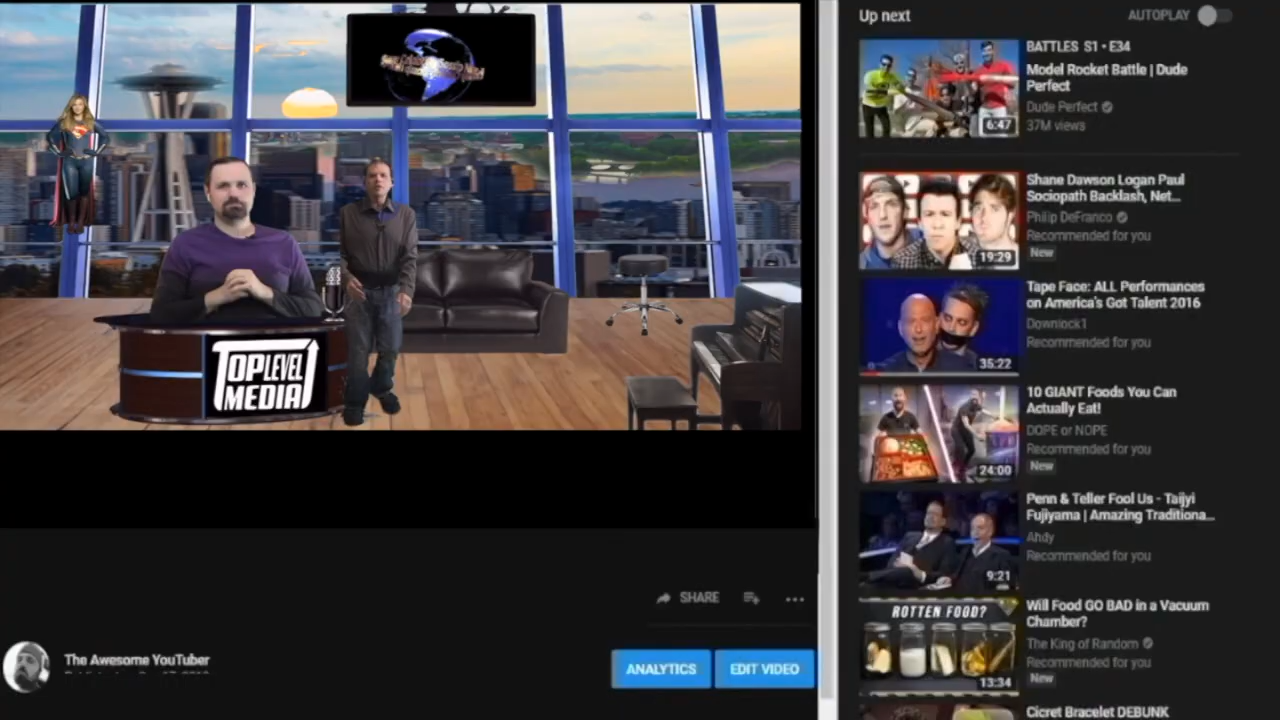 TOP LEVEL
MEDIA
SHARE
The Awesome YouTuber
ANALYTICS
EDIT VIDEO
Up next
AUTOPLAY
BATTLES S1 • E34
Model Rocket Battle | Dude
Perfect
Dude Perfect
37M views
6:47
Shane Dawson Logan Paul
Sociopath Backlash, Net...
Philip DeFranco
Recommended for you
New
19:29
Tape Face: ALL Performances
on America's Got Talent 2016
Downlock1
Recommended for you
35:22
10 GIANT Foods You Can
Actually Eat!
DOPE or NOPE
Recommended for you
New
24:00
Penn & Teller Fool Us - Taijyi
Fujiyama | Amazing Traditiona...
Ahdy
Recommended for you
9:21
ROTTEN FOOD?
Will Food GO BAD in a Vacuum
Chamber?
The King of Random
Recommended for you
New
13:34
Cicret Bracelet DEBUNK